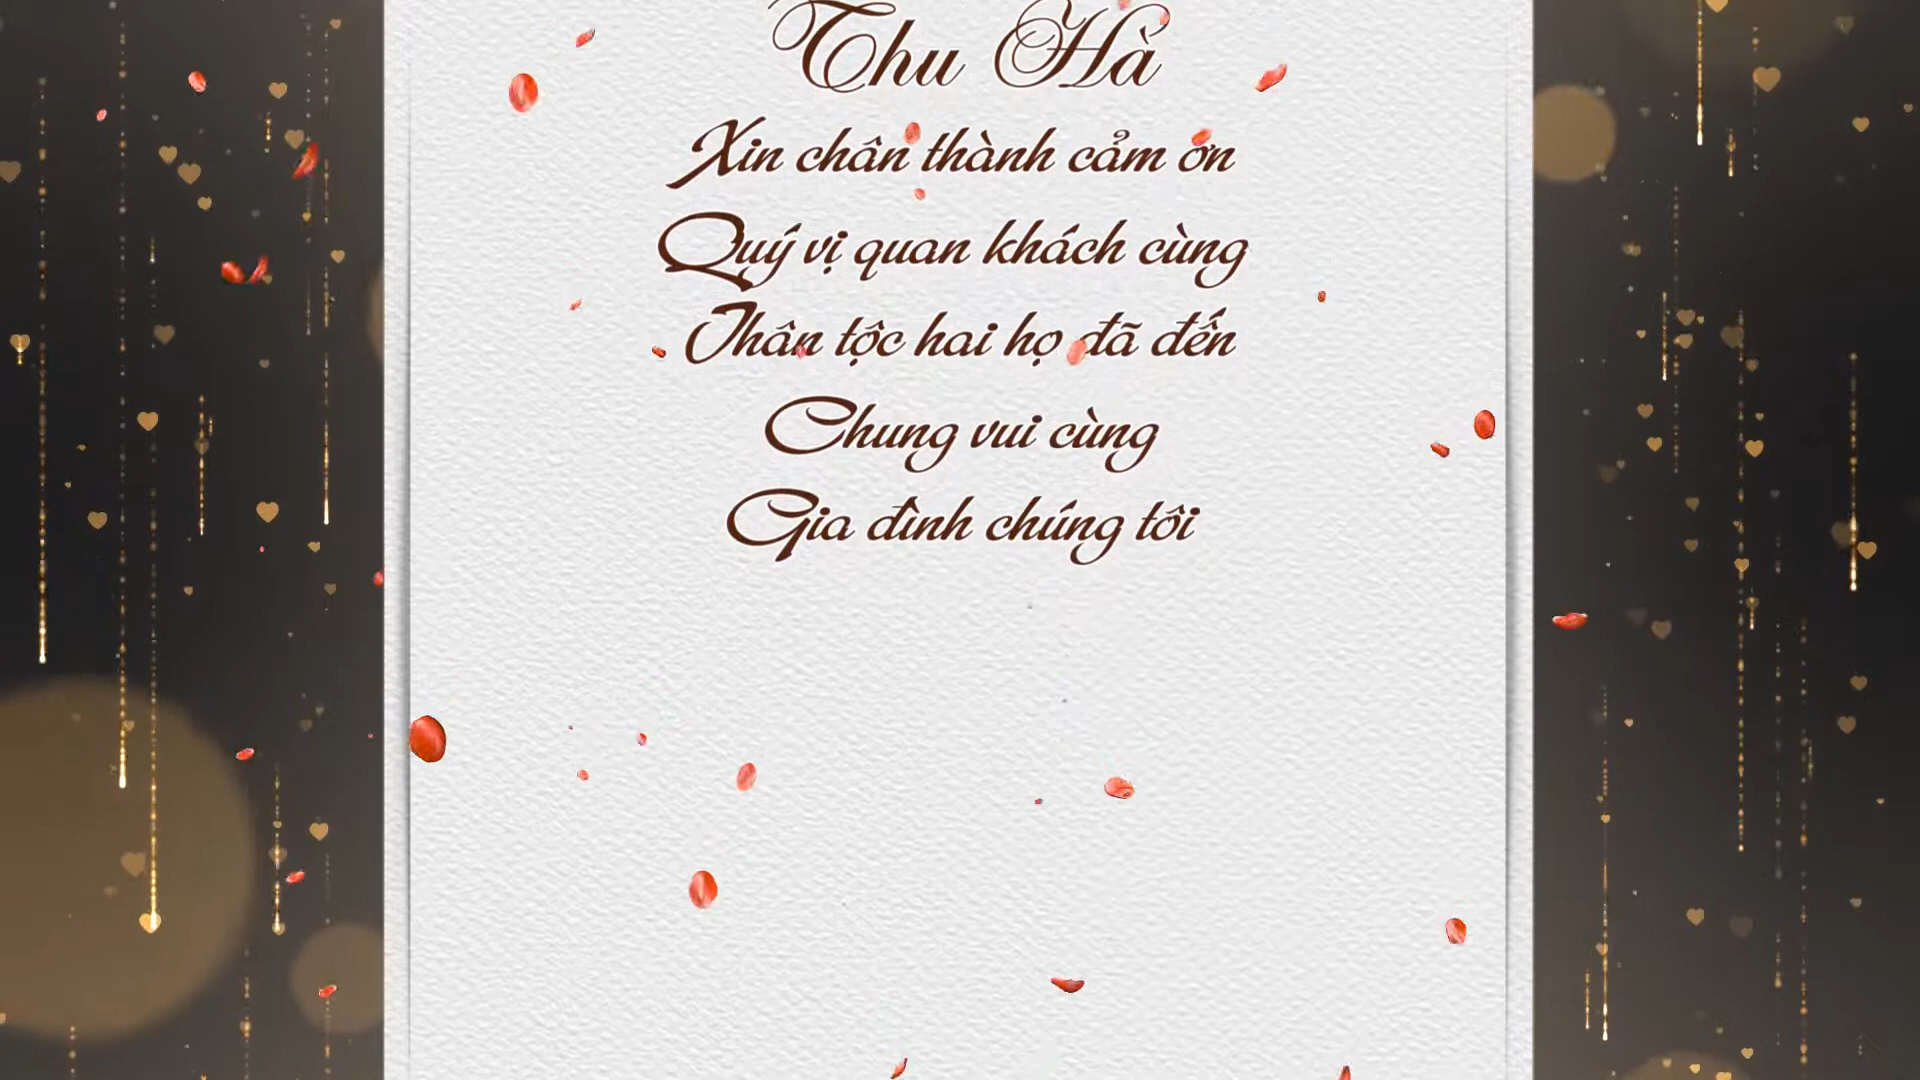 Thu Hà
Xin chân thành cảm ơn
Quý vị quan khách cùng
Thân tộc hai họ đã đến
Chung vui cùng
Gia đình chúng tôi